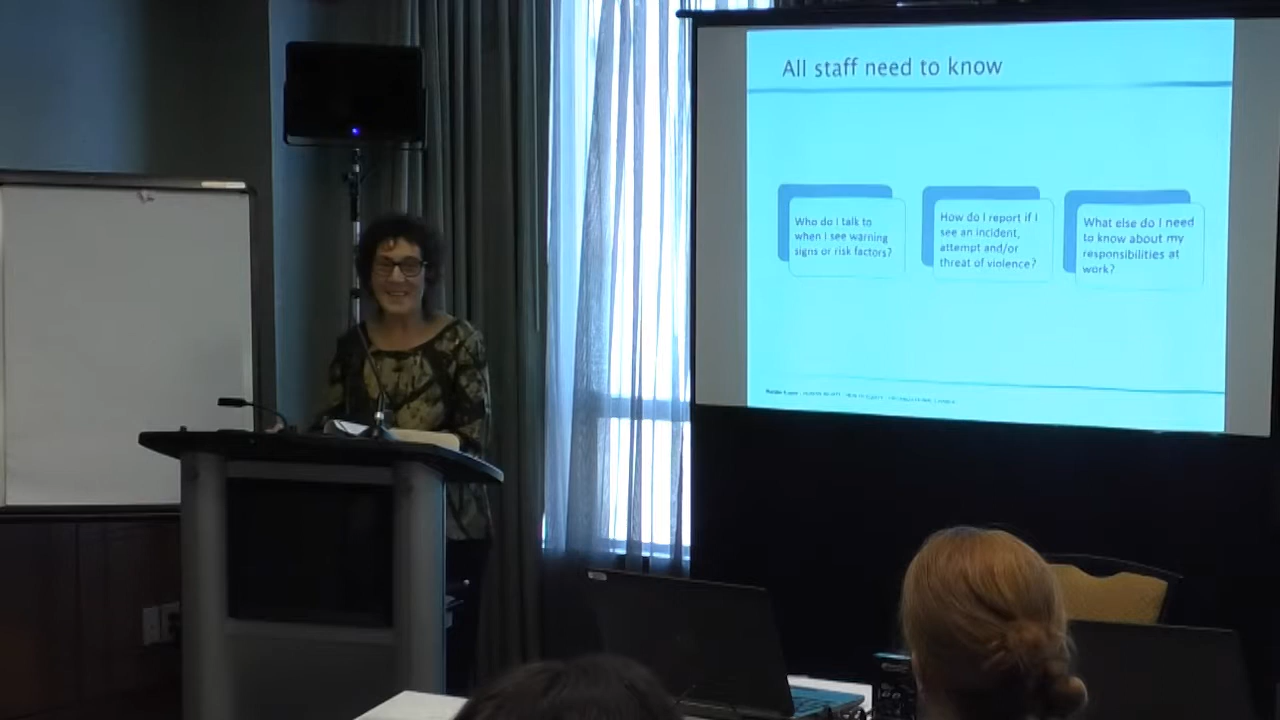 All staff need to know
Who do I talk to
when I see warning
signs or risk factors?
How do I report if I
see an incident,
attempt and/or
threat of violence?
What else do I need
to know about my
responsibilities at
work?